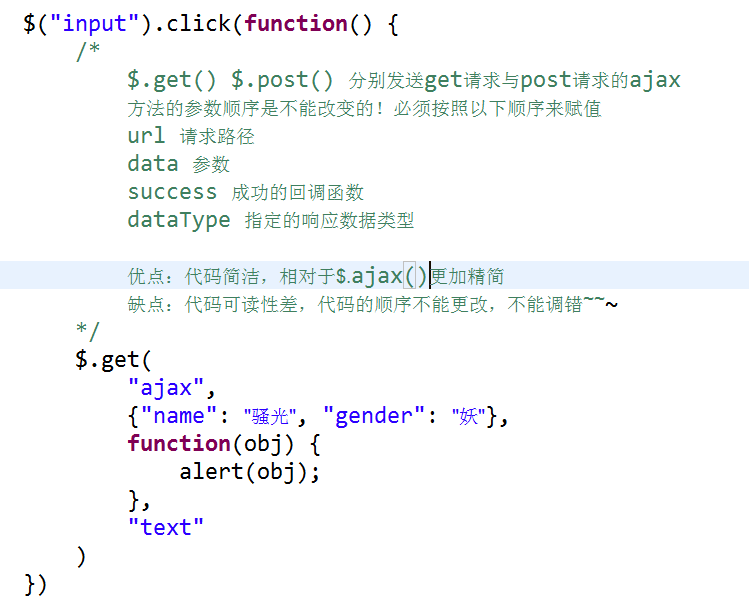 $("input").click(function() {
/*
$.get() $.post() 分别发送get请求与post请求的ajax
方法的参数顺序是不能改变的！必须按照以下顺序来赋值
url 请求路径
data 参数
success 成功的回调函数
dataType 指定的响应数据类型
优点：代码简洁，相对于$.ajax()更加精简
缺点：代码可读性差，代码的顺序不能更改，不能调错~~~
*/
$.get(
"ajax",
{"name": "骚光", "gender": "妖"},
function(obj) {
alert(obj);
},
"text"
)
})